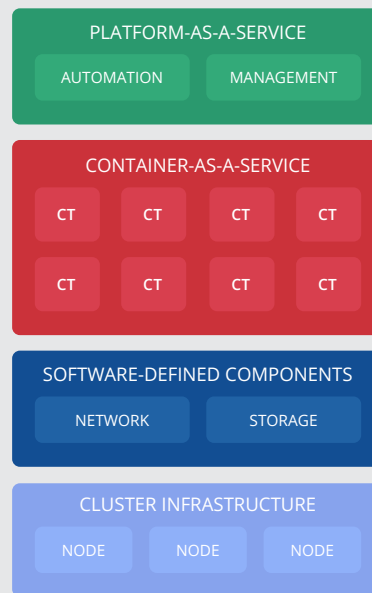 PLATFORM-AS-A-SERVICE
AUTOMATION MANAGEMENT
CONTAINER-AS-A-SERVICE
CT CT CT CT
CT CT CT CT
SOFTWARE-DEFINED COMPONENTS
NETWORK STORAGE
CLUSTER INFRASTRUCTURE
NODE NODE NODE